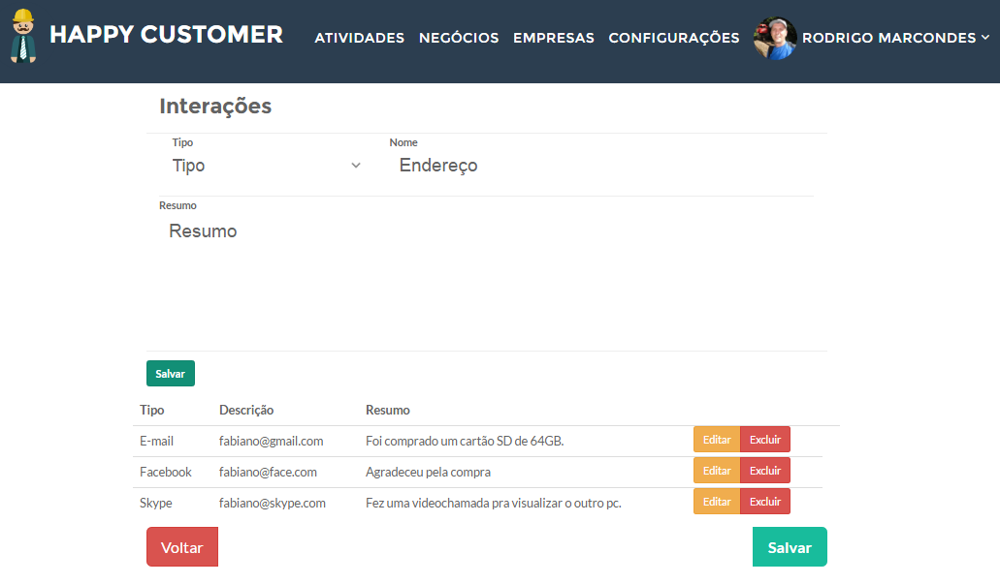 HAPPY CUSTOMER ATIVIDADES NEGÓCIOS EMPRESAS CONFIGURAÇÕES RODRIGO MARCONDES
Interações
Tipo Nome
Tipo Endereço
Resumo
Resumo
Salvar
Tipo Descrição Resumo
E-mail fabiano@gmail.com Foi comprado um cartão SD de 64GB. Editar Excluir
Facebook fabiano@face.com Agradeceu pela compra Editar Excluir
Skype fabiano@skype.com Fez uma videochamada pra visualizar o outro pc. Editar Excluir
Voltar Salvar